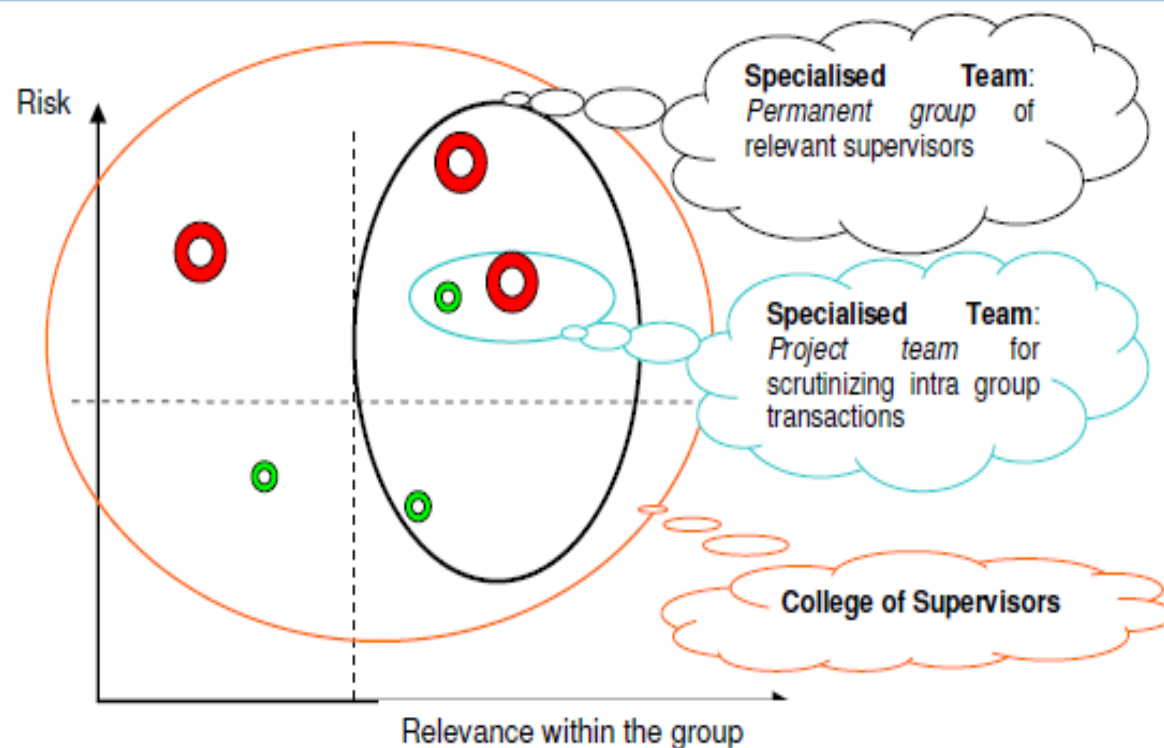 Risk
Specialised Team:
Permanent group of
relevant supervisors
Specialised Team:
Project team for
scrutinizing intra group
transactions
College of Supervisors
Relevance within the group